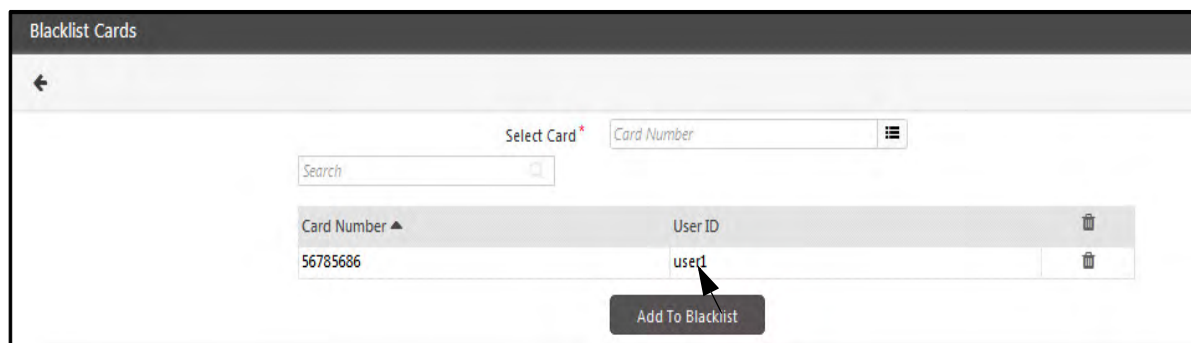 Blacklist Cards
Select Card* Card Number
Search
Card Number User ID
56785686 user1
Add To Blacklist